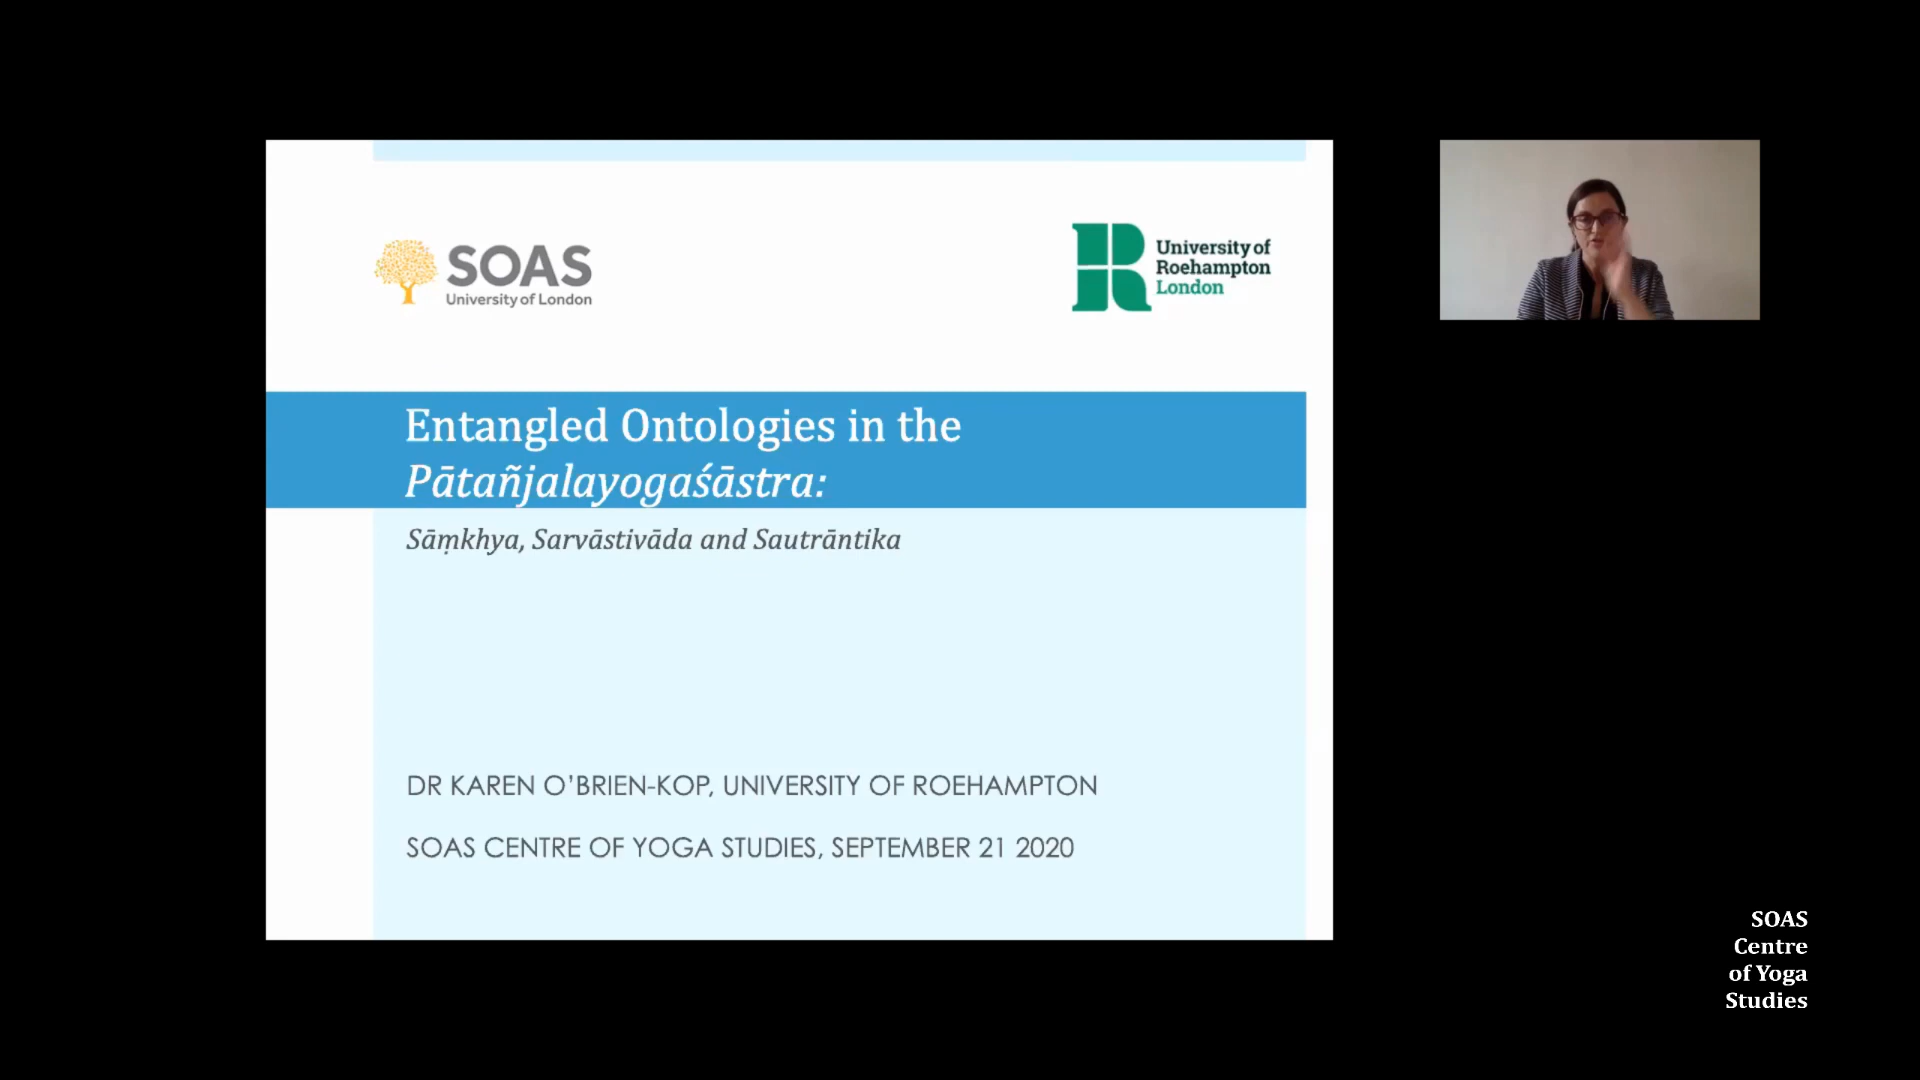 SOAS
University of London
University of
Roehampton
London
Entangled Ontologies in the
Pātañjalayogaśāstra:
Sāṃkhya, Sarvāstivāda and Sautrāntika
DR KAREN O’BRIEN-KOP, UNIVERSITY OF ROEHAMPTON
SOAS CENTRE OF YOGA STUDIES, SEPTEMBER 21 2020
SOAS
Centre
of Yoga
Studies